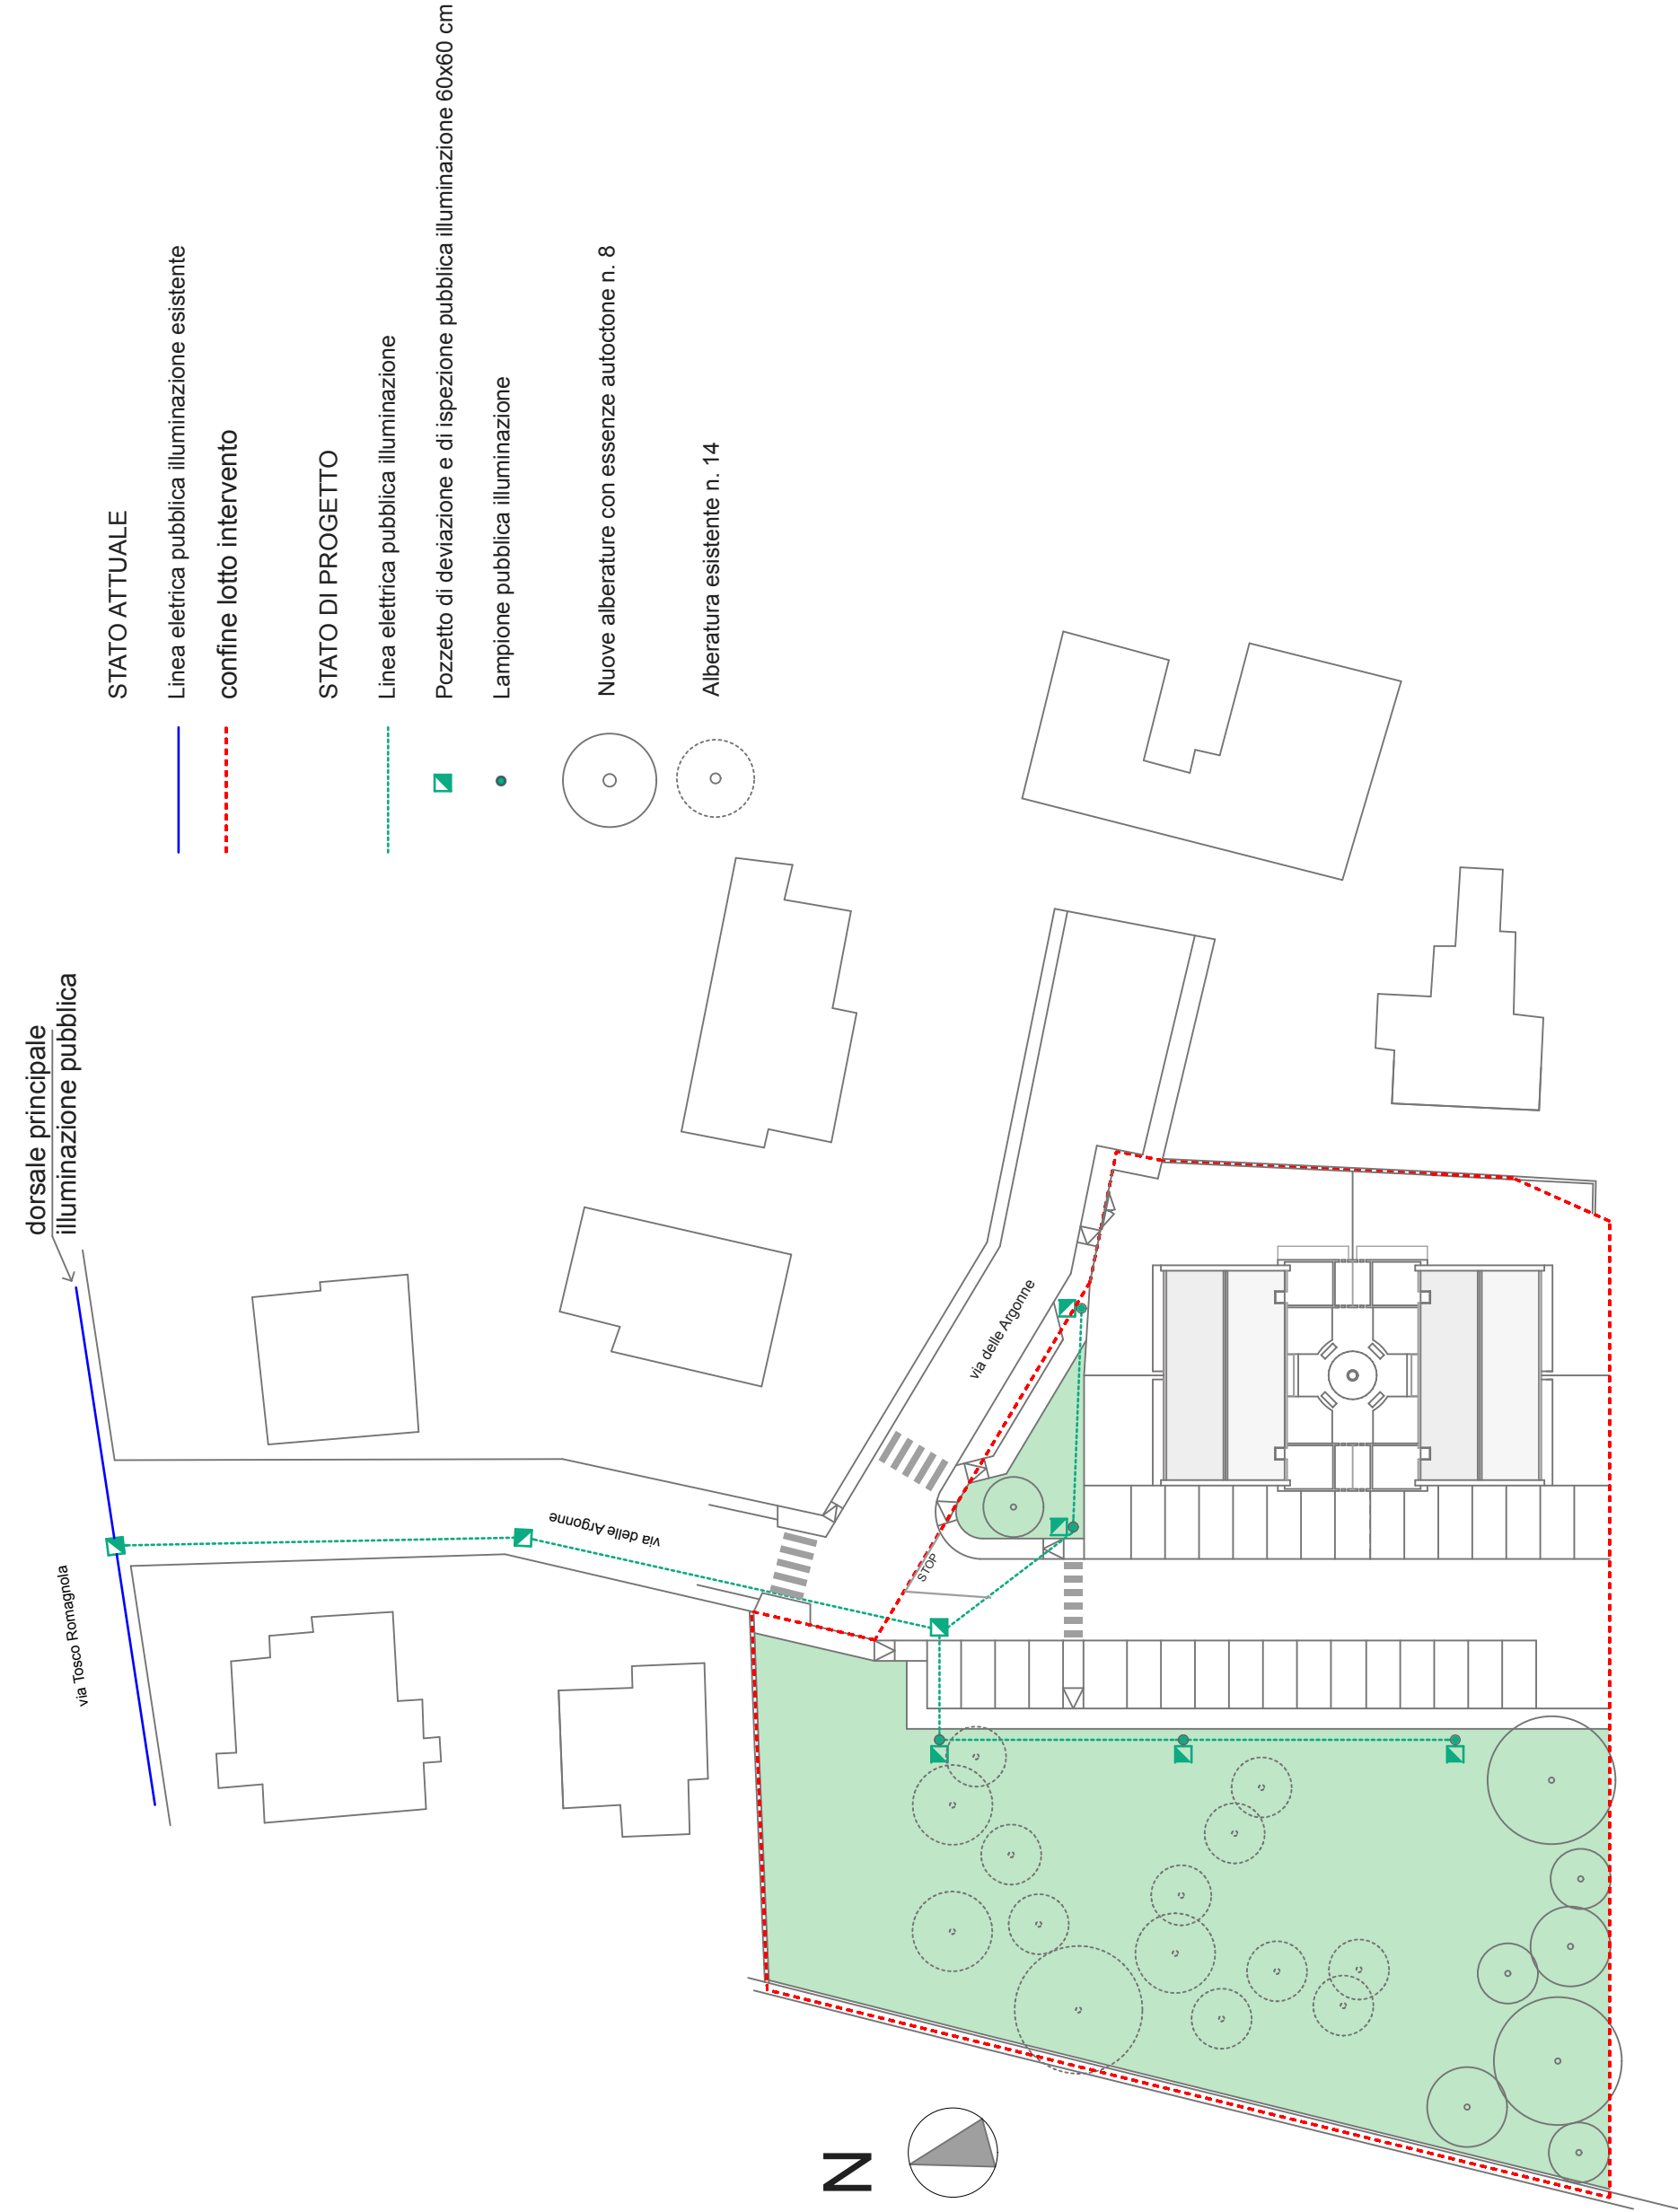 STATO ATTUALE
Linea eletrica pubblica illuminazione esistente
confine lotto intervento
STATO DI PROGETTO
Linea elettrica pubblica illuminazione
Pozzetto di deviazione e di ispezione pubblica illuminazione 60x60 cm
Lampione pubblica illuminazione
Nuove alberature con essenze autoctone n. 8
Alberatura esistente n. 14
dorsale principale
illuminazione pubblica
via Tosco Romagnola
via delle Argonne
via delle Argonne
STOP
N